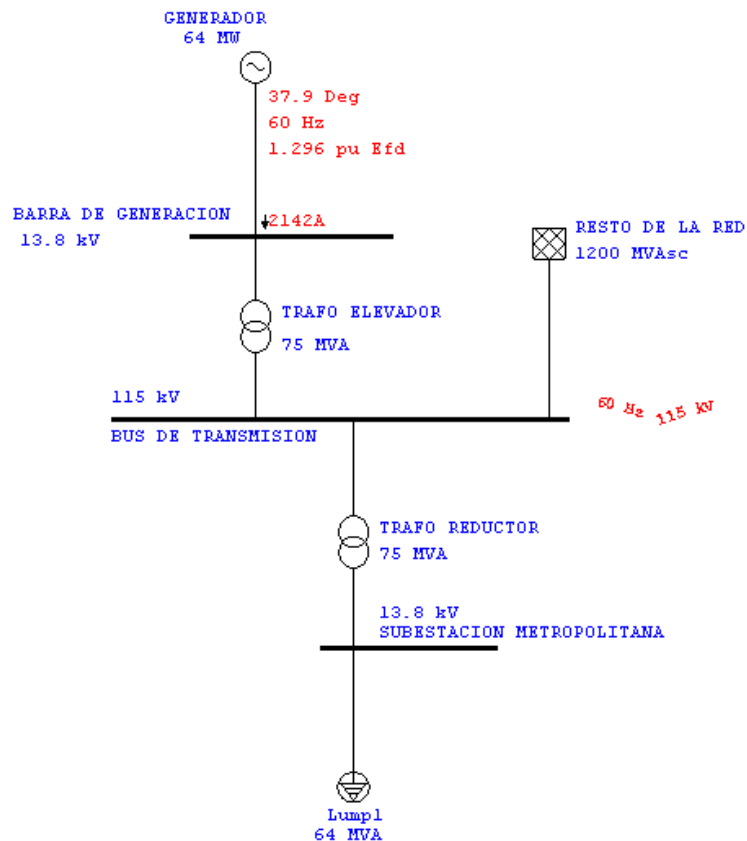 GENERADOR
64 MW
37.9 Deg
60 Hz
1.296 pu Efd
BARRA DE GENERACION
13.8 kV
2142A
RESTO DE LA RED
1200 MVAsc
TRAFO ELEVADOR
75 MVA
115 kV
60 Hz 115 kV
BUS DE TRANSMISION
TRAFO REDUCTOR
75 MVA
13.8 kV
SUBESTACION METROPOLITANA
Lump1
64 MVA